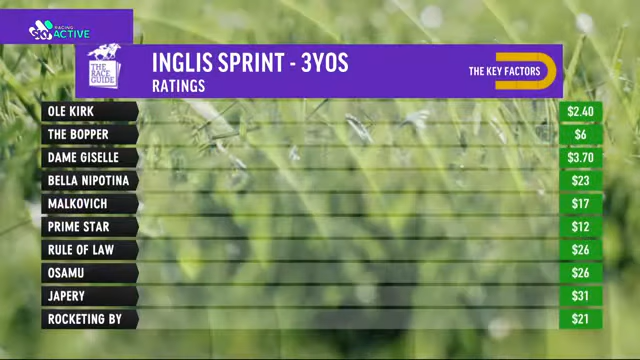 SKY RACING ACTIVE
THE RACE GUIDE
INGLIS SPRINT - 3YOS
RATINGS
THE KEY FACTORS
OLE KIRK $2.40
THE BOPPER $6
DAME GISELLE $3.70
BELLA NIPOTINA $23
MALKOVICH $17
PRIME STAR $12
RULE OF LAW $26
OSAMU $26
JAPERY $31
ROCKETING BY $21